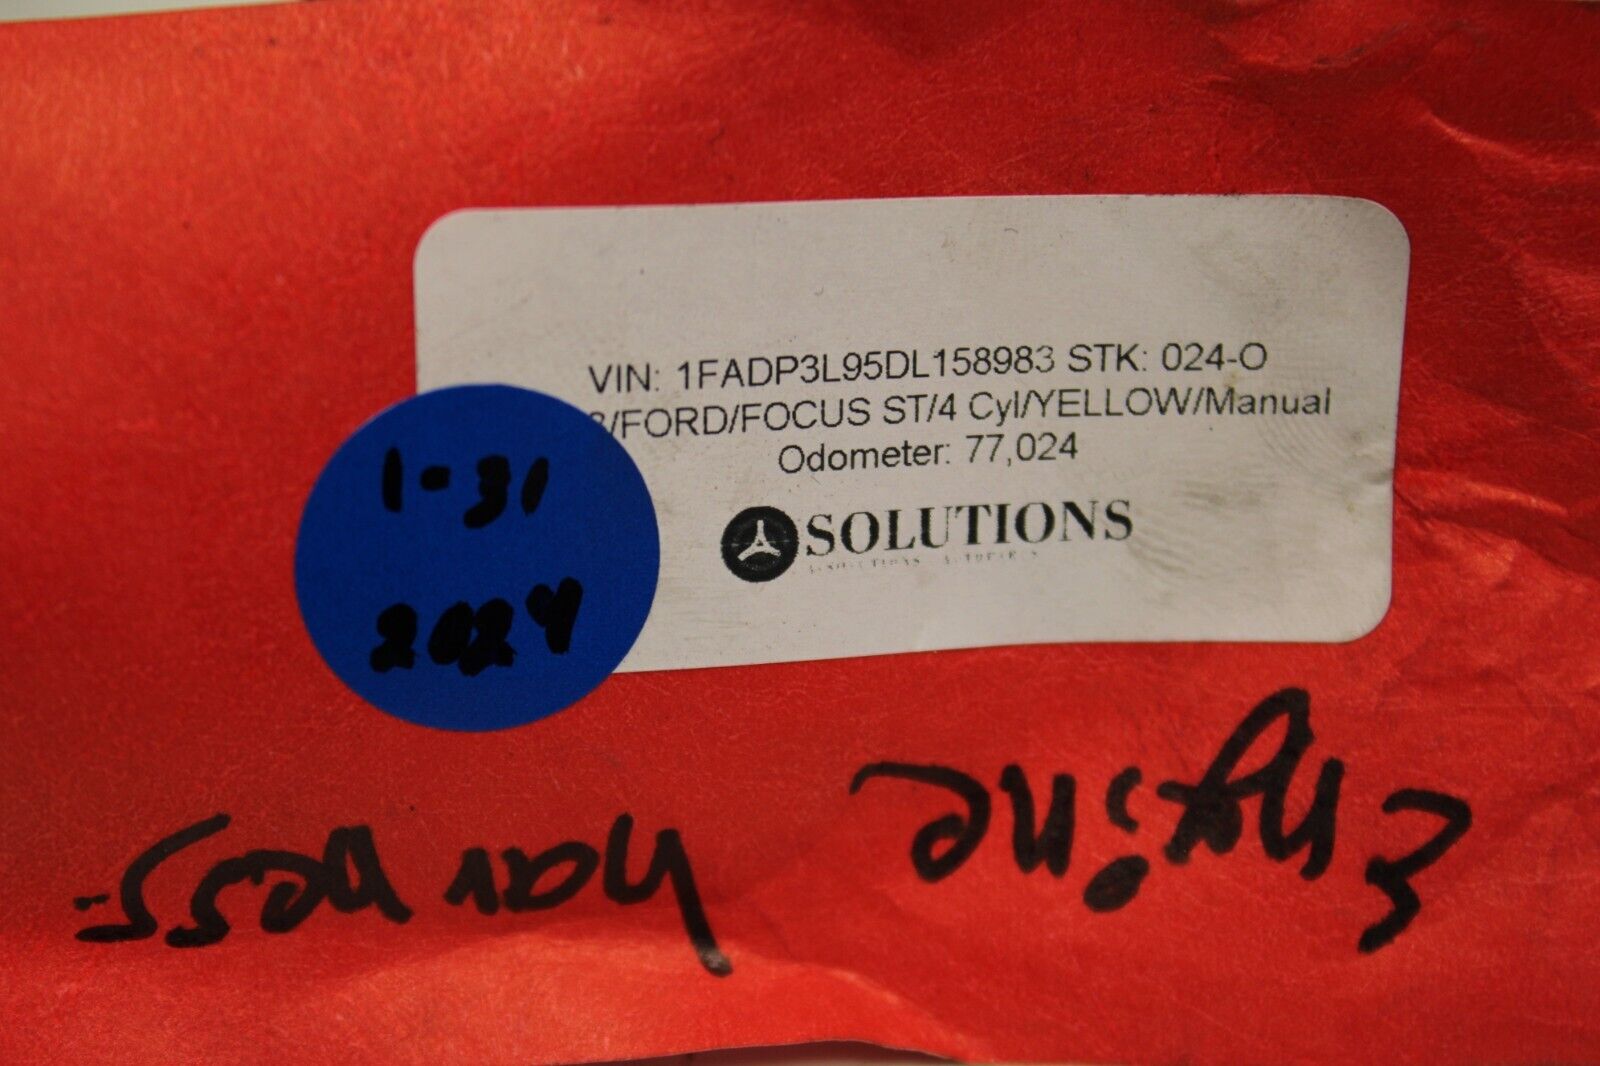 VIN: 1FADP3L95DL158983 STK: 024-O
3/FORD/FOCUS ST/4 Cyl/YELLOW/Manual
Odometer: 77,024
SOLUTIONS
1-31
2024
Engine
harness